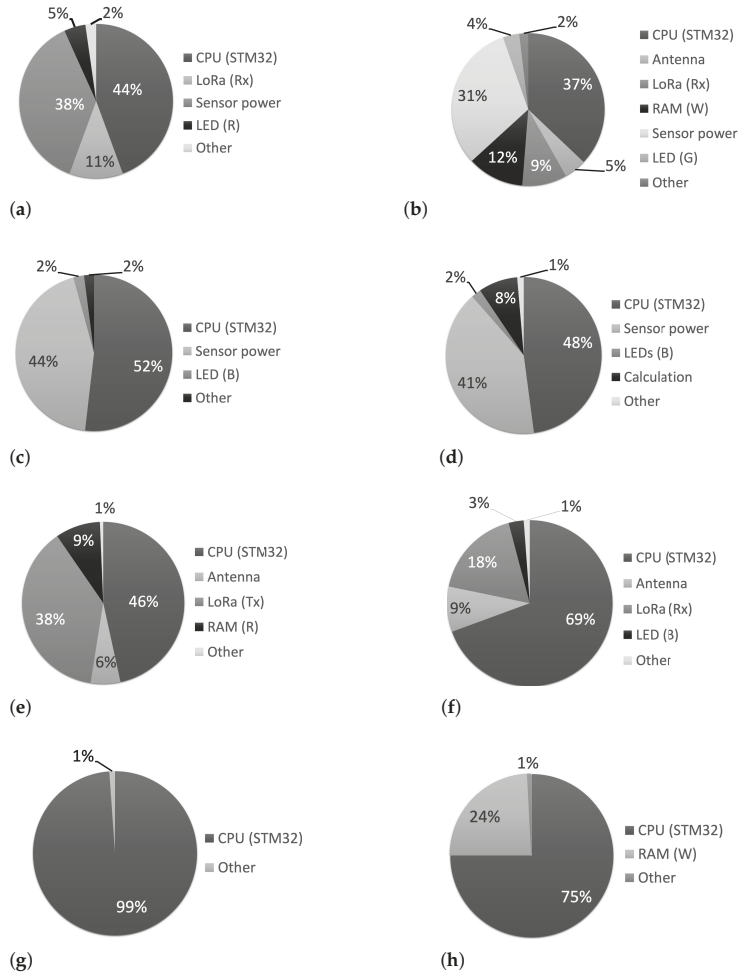 5%
2%
CPU (STM32)
LoRa (Rx)
Sensor power
LED (R)
Other
44%
38%
11%
(a)
4%
2%
CPU (STM32)
Antenna
LoRa (Rx)
RAM (W)
Sensor power
LED (G)
Other
37%
31%
12%
9%
5%
(b)
2%
2%
CPU (STM32)
Sensor power
LED (B)
Other
44%
52%
(c)
2%
8%
1%
CPU (STM32)
Sensor power
LEDs (B)
Calculation
Other
48%
41%
(d)
1%
9%
CPU (STM32)
Antenna
LoRa (Tx)
RAM (R)
Other
46%
38%
6%
(e)
3%
1%
CPU (STM32)
Antenna
LoRa (Rx)
LED (B)
Other
18%
9%
69%
(f)
1%
CPU (STM32)
Other
99%
(g)
1%
CPU (STM32)
RAM (W)
Other
24%
75%
(h)